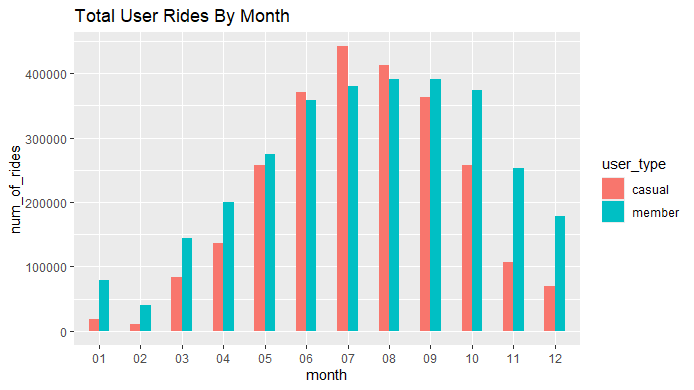 Total User Rides By Month
400000
300000
200000
100000
0
num_of_rides
01 02 03 04 05 06 07 08 09 10 11 12
month
user_type
casual
member